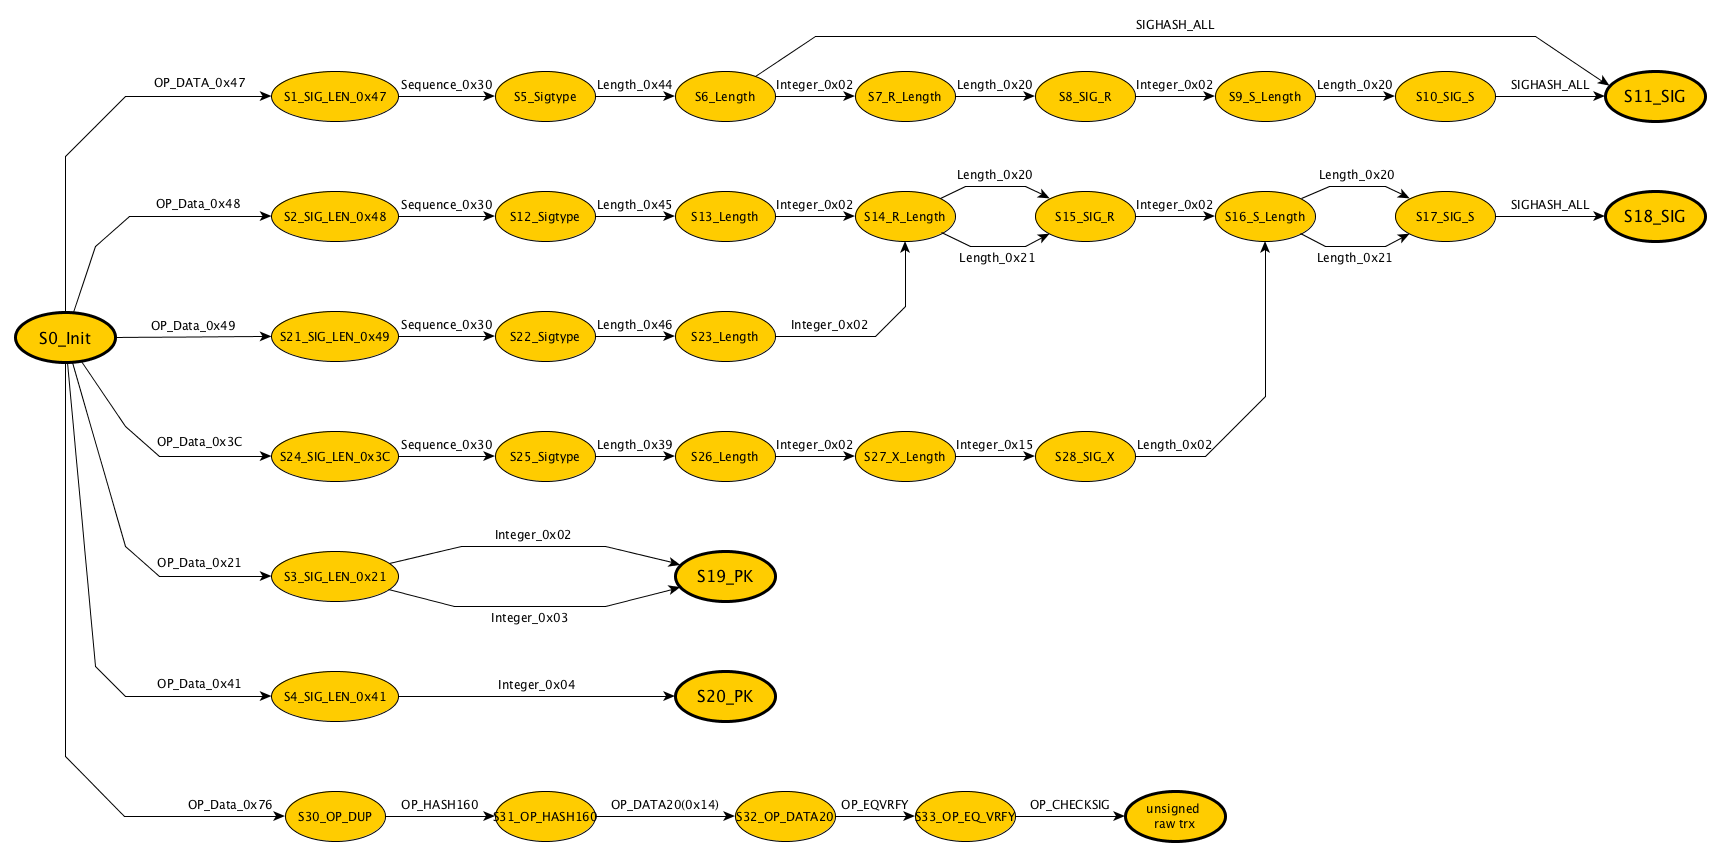 SIGHASH_ALL
OP_DATA_0x47
S1_SIG_LEN_0x47
Sequence_0x30
S5_Sigtype
Length_0x44
S6_Length
Integer_0x02
S7_R_Length
Length_0x20
S8_SIG_R
Integer_0x02
S9_S_Length
Length_0x20
S10_SIG_S
SIGHASH_ALL
S11_SIG
OP_Data_0x48
S2_SIG_LEN_0x48
Sequence_0x30
S12_Sigtype
Length_0x45
S13_Length
Integer_0x02
S14_R_Length
Length_0x20
Length_0x21
S15_SIG_R
Integer_0x02
S16_S_Length
Length_0x20
Length_0x21
S17_SIG_S
SIGHASH_ALL
S18_SIG
S0_Init
OP_Data_0x49
S21_SIG_LEN_0x49
Sequence_0x30
S22_Sigtype
Length_0x46
S23_Length
Integer_0x02
OP_Data_0x3C
S24_SIG_LEN_0x3C
Sequence_0x30
S25_Sigtype
Length_0x39
S26_Length
Integer_0x02
S27_X_Length
Integer_0x15
S28_SIG_X
Length_0x02
OP_Data_0x21
S3_SIG_LEN_0x21
Integer_0x02
Integer_0x03
S19_PK
OP_Data_0x41
S4_SIG_LEN_0x41
Integer_0x04
S20_PK
OP_Data_0x76
S30_OP_DUP
OP_HASH160
S31_OP_HASH160
OP_DATA20(0x14)
S32_OP_DATA20
OP_EQVRFY
S33_OP_EQ_VRFY
OP_CHECKSIG
unsigned
raw trx